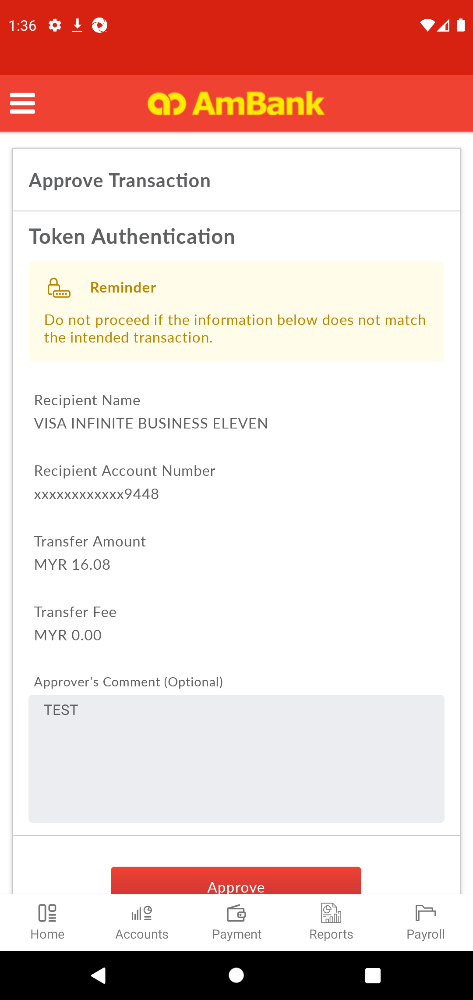 1:36
AmBank
Approve Transaction
Token Authentication
Reminder
Do not proceed if the information below does not match
the intended transaction.
Recipient Name
VISA INFINITE BUSINESS ELEVEN
Recipient Account Number
xxxxxxxxxxxx9448
Transfer Amount
MYR 16.08
Transfer Fee
MYR 0.00
Approver's Comment (Optional)
TEST
Approve
Home Accounts Payment Reports Payroll